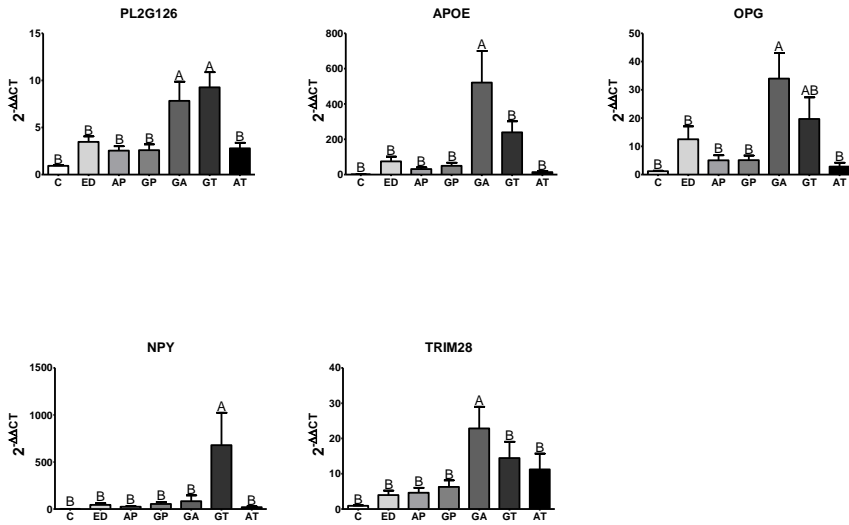 PL2G126
15
10
5
0
2-ΔΔCT
B
B
B
B
A
A
B
C ED AP GP GA GT AT
APOE
800
600
400
200
0
2-ΔΔCT
B
B
B
B
A
B
B
C ED AP GP GA GT AT
OPG
50
40
30
20
10
0
2-ΔΔCT
B
B
B
B
A
AB
B
C ED AP GP GA GT AT
NPY
1500
1000
500
0
2-ΔΔCT
B
B
B
B
B
A
B
C ED AP GP GA GT AT
TRIM28
40
30
20
10
0
2-ΔΔCT
B
B
B
B
A
B
B
C ED AP GP GA GT AT